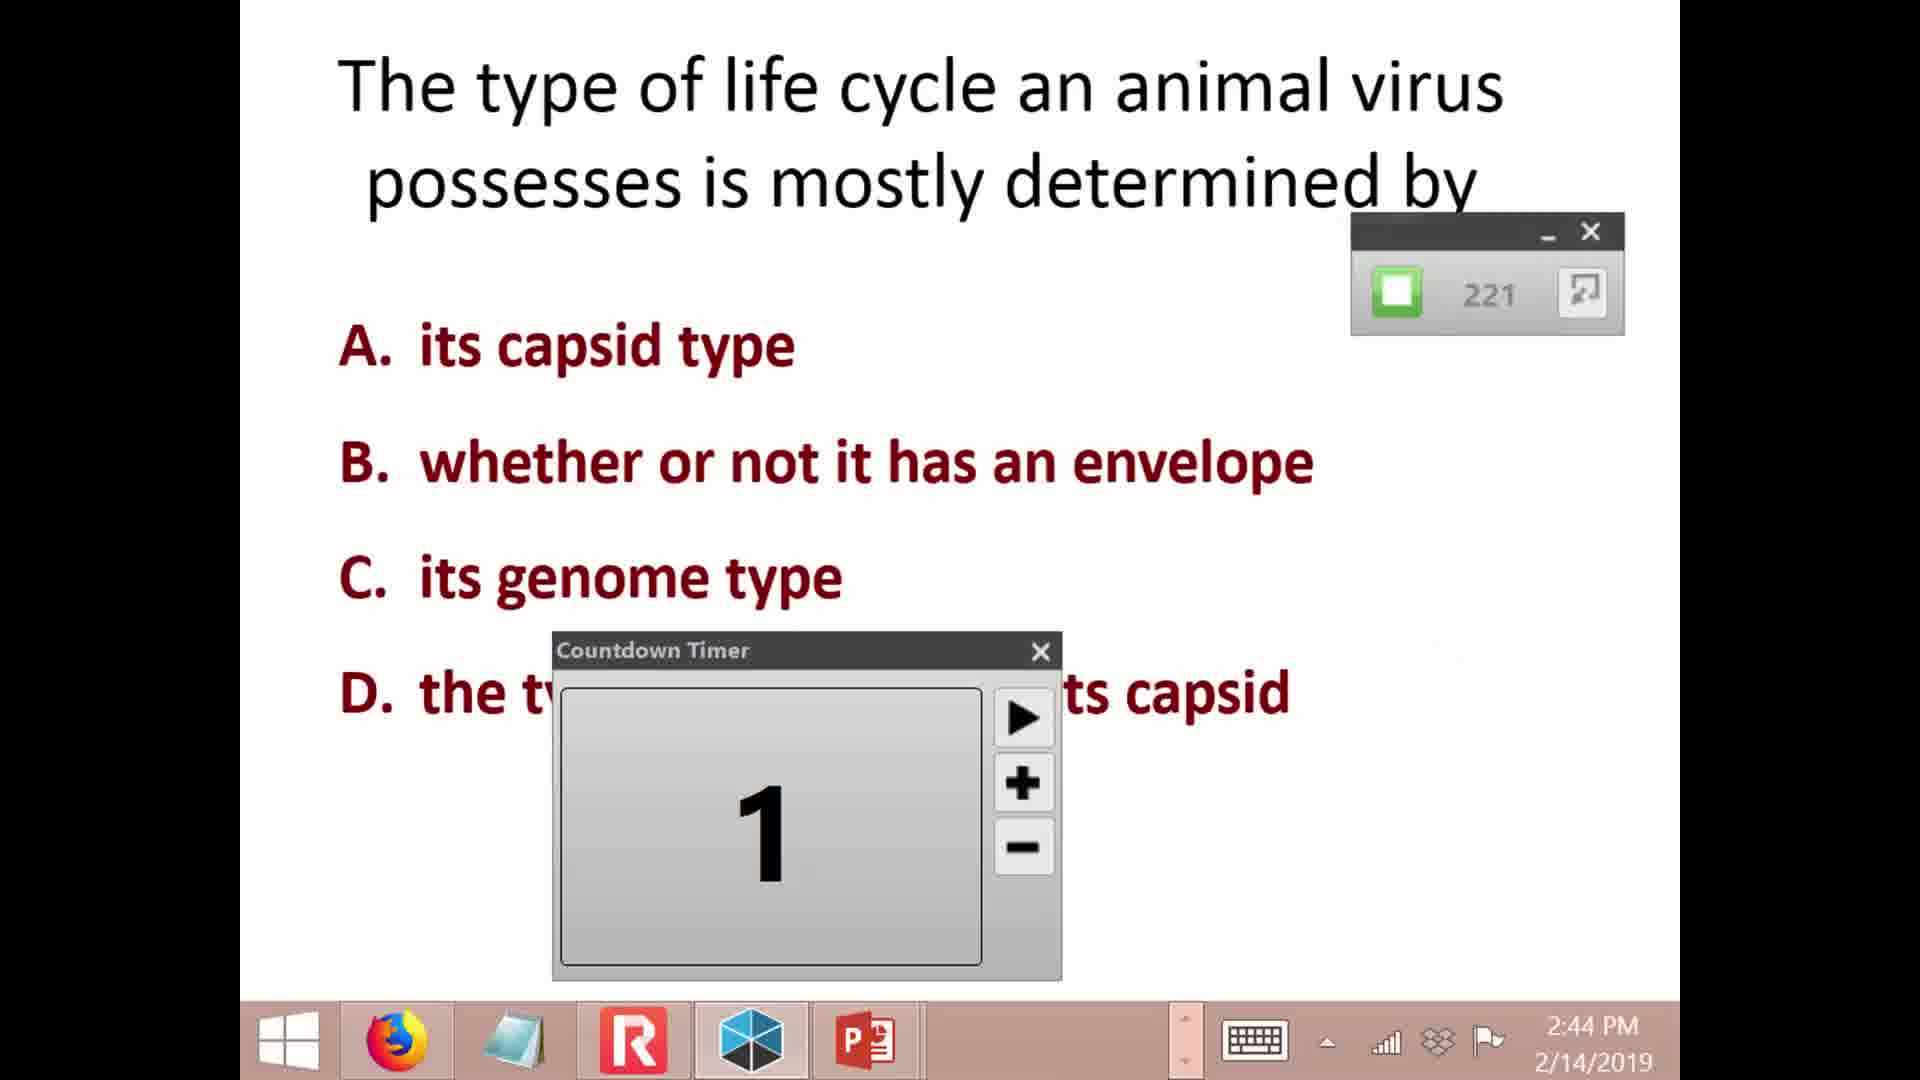 The type of life cycle an animal virus
possesses is mostly determined by
221
A. its capsid type
B. whether or not it has an envelope
C. its genome type
Countdown Timer
D. the capsid
1
2:44 PM
2/14/2019